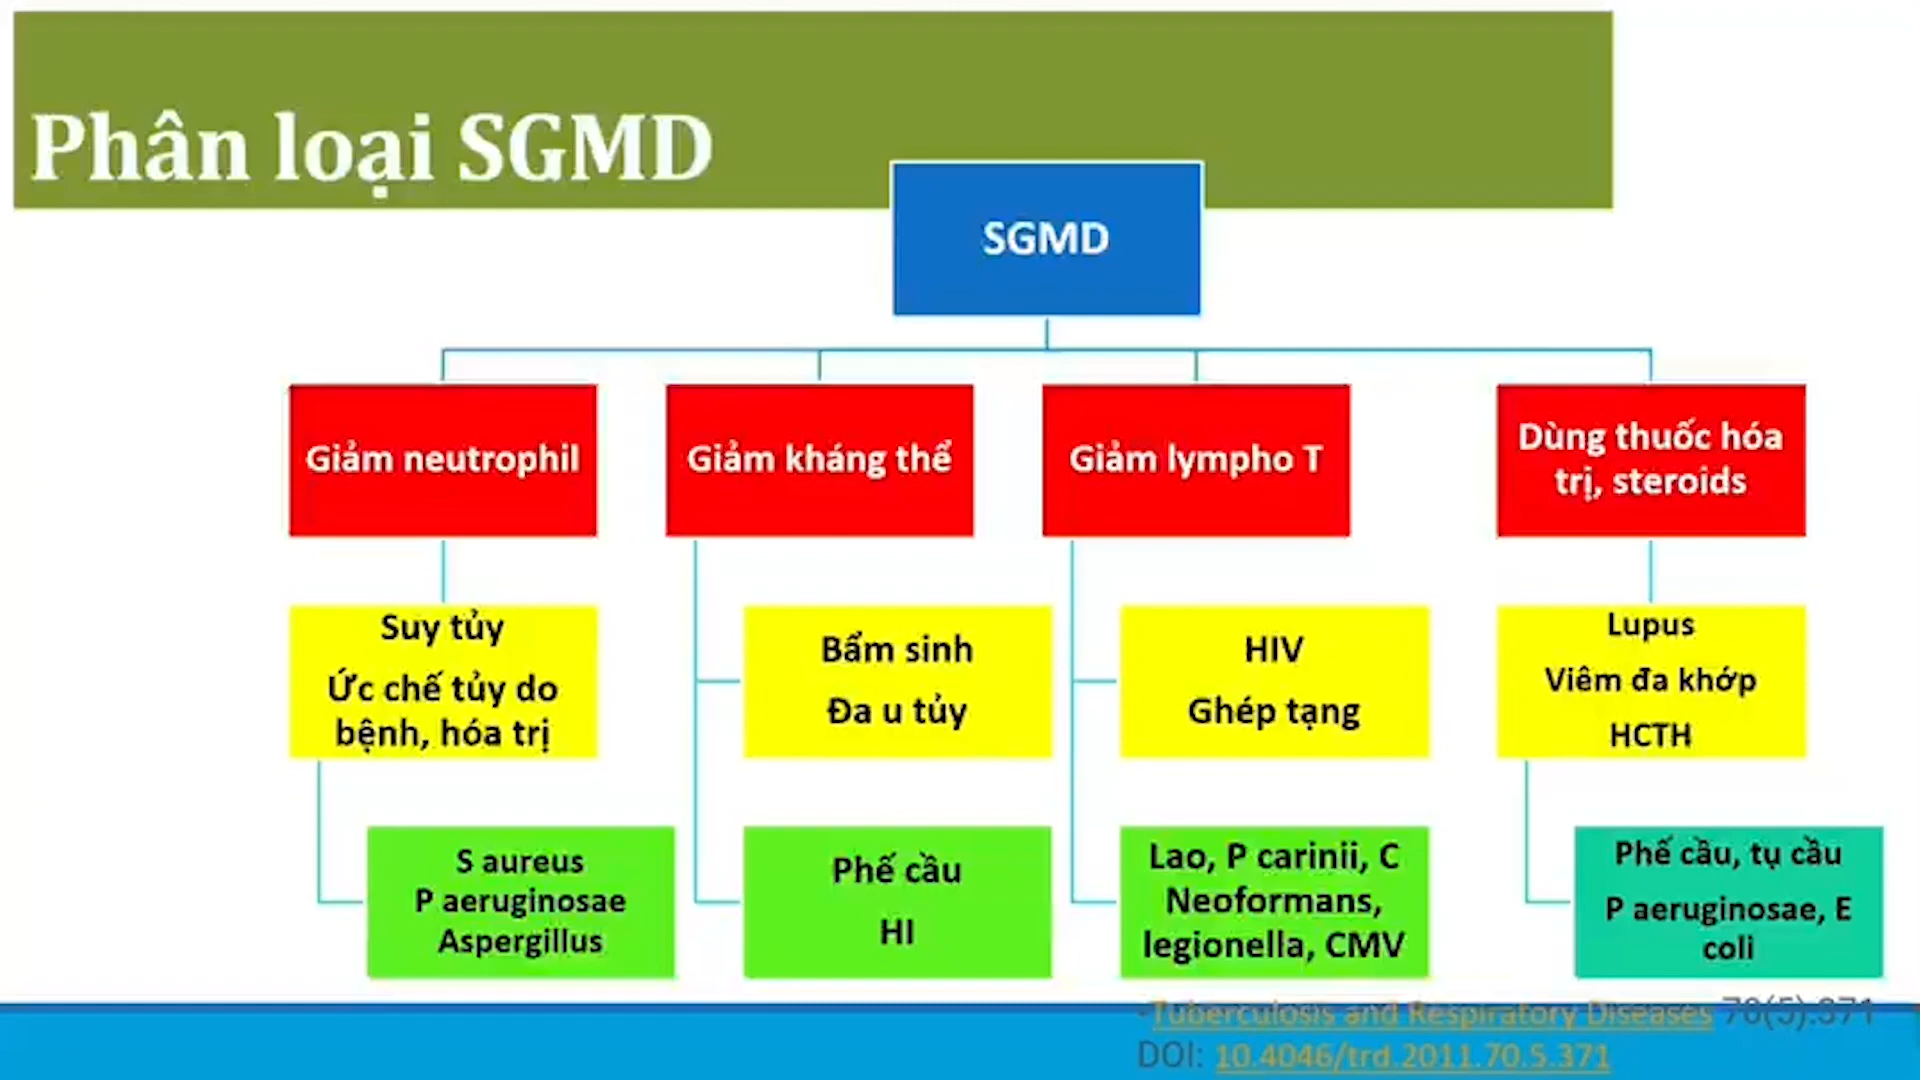 Phân loại SGMD
SGMD
Giảm neutrophil
Giảm kháng thể
Giảm lympho T
Dùng thuốc hóa
trị, steroids
Suy tủy
Ức chế tủy do
bệnh, hóa trị
Bẩm sinh
Đa u tủy
HIV
Ghép tạng
Lupus
Viêm đa khớp
HCTH
S aureus
P aeruginosae
Aspergillus
Phế cầu
HI
Lao, P carinii, C
Neoformans,
legionella, CMV
Phế cầu, tụ cầu
P aeruginosae, E
coli
-Tuberculosis and Respiratory Diseases 70(5):371
DOI: 10.4046/trd.2011.70.5.371